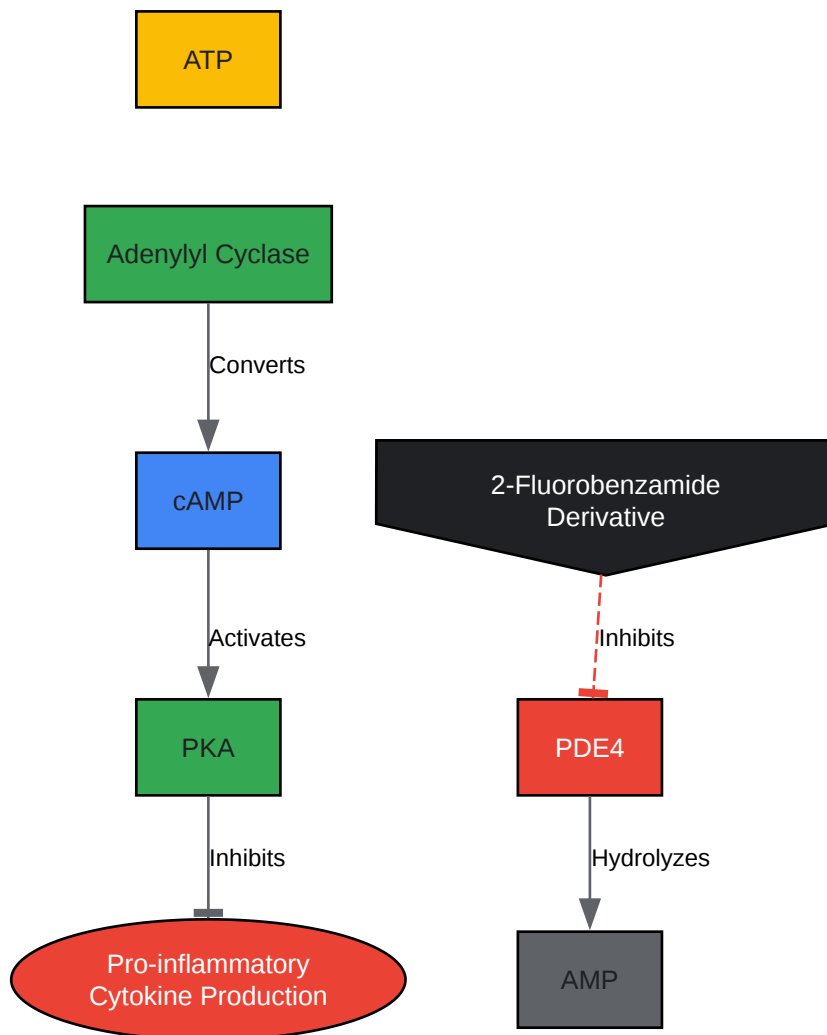 ATP
Adenylyl Cyclase
Converts
cAMP
2-Fluorobenzamide
Derivative
Activates
Inhibits
PKA
PDE4
Inhibits
Hydrolyzes
Pro-inflammatory
Cytokine Production
AMP